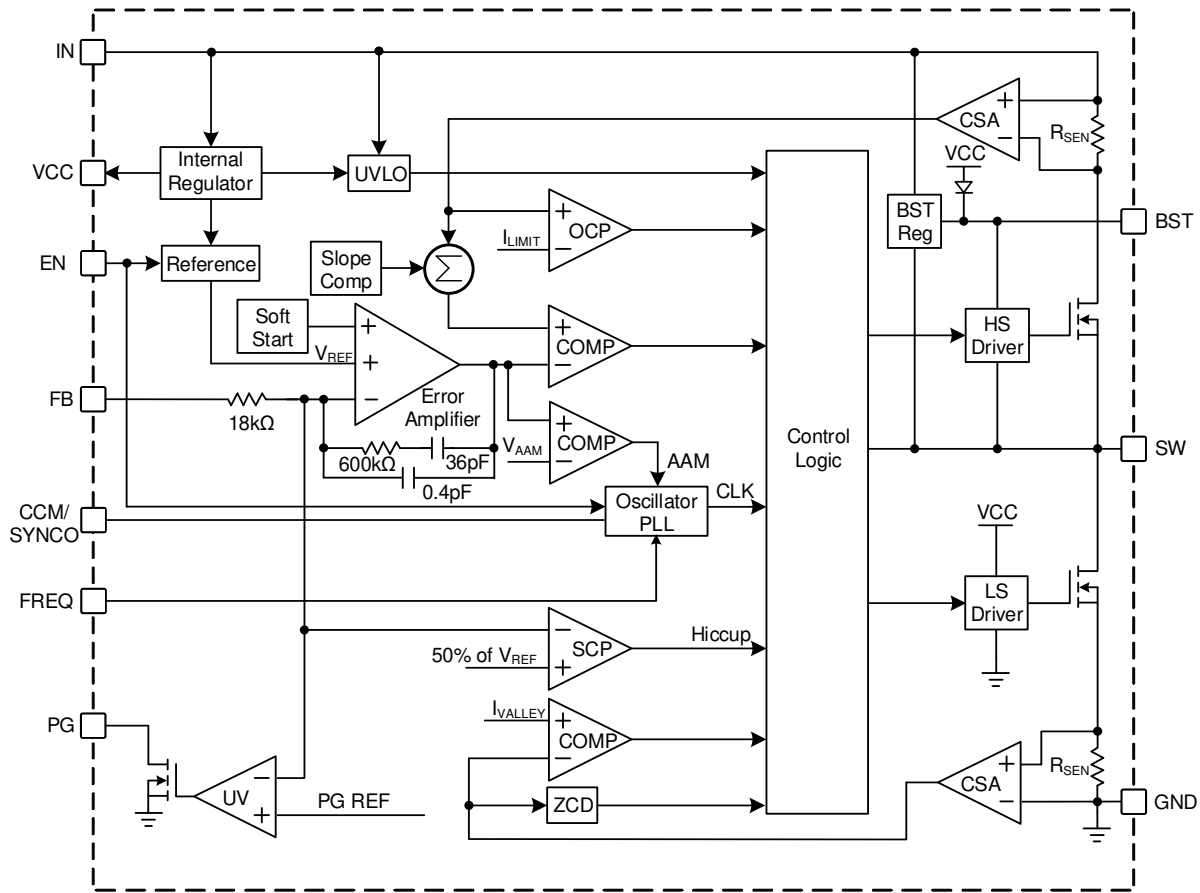 IN
CSA
+
−
R_SEN
VCC
Internal
Regulator
UVLO
VCC
BST
Reg
BST
+
OCP
−
I_LIMIT
EN
Reference
Slope
Comp
Σ
Soft
Start
+
V_REF
+
−
Error
Amplifier
+
COMP
−
HS
Driver
FB
18kΩ
600kΩ
36pF
0.4pF
+
COMP
−
V_AAM
AAM
Control
Logic
SW
CCM/
SYNCO
Oscillator
PLL
CLK
VCC
FREQ
LS
Driver
−
SCP
+
50% of V_REF
Hiccup
PG
I_VALLEY
+
COMP
−
UV
−
+
PG REF
ZCD
CSA
+
−
R_SEN
GND